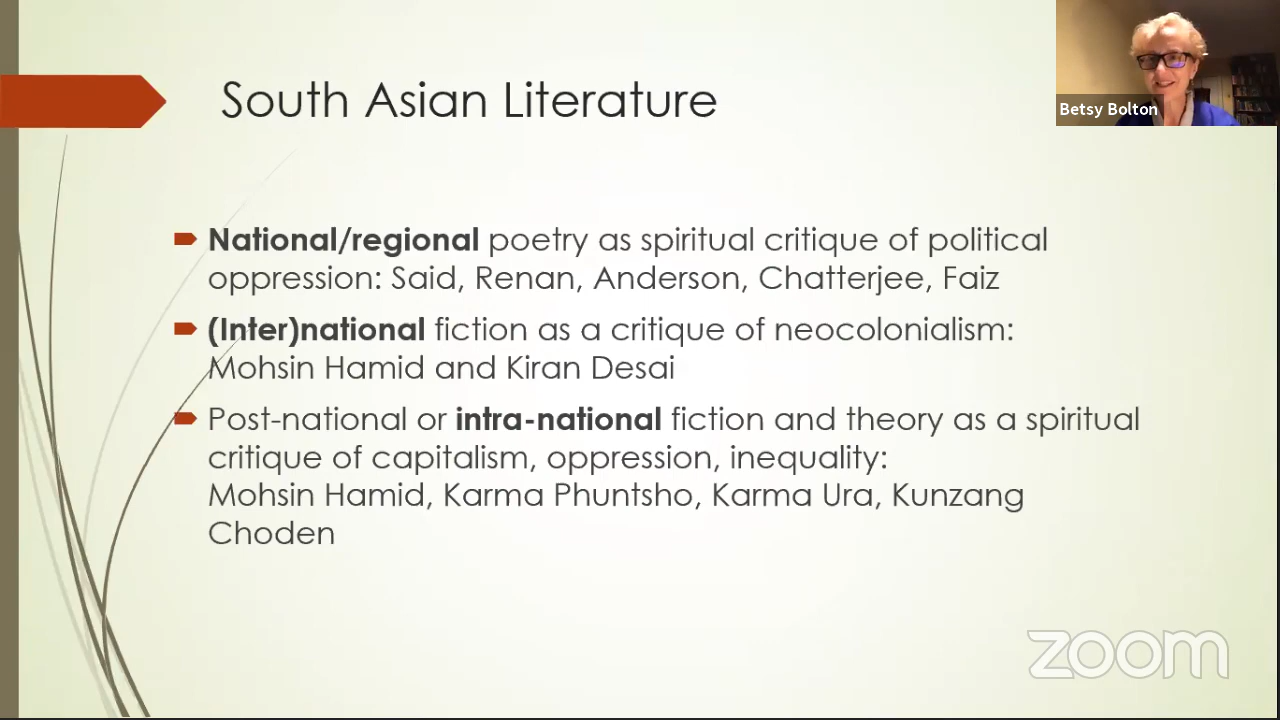 South Asian Literature
Betsy Bolton
National/regional poetry as spiritual critique of political
oppression: Said, Renan, Anderson, Chatterjee, Faiz
(Inter)national fiction as a critique of neocolonialism:
Mohsin Hamid and Kiran Desai
Post-national or intra-national fiction and theory as a spiritual
critique of capitalism, oppression, inequality:
Mohsin Hamid, Karma Phuntsho, Karma Ura, Kunzang
Choden
zoom